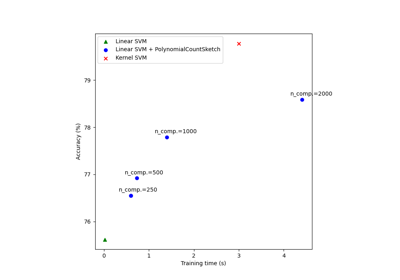 Linear SVM
Linear SVM + PolynomialCountSketch
Kernel SVM
79
n_comp.=2000
78
n_comp.=1000
77
n_comp.=500
n_comp.=250
76
Accuracy (%)
0 1 2 3 4
Training time (s)